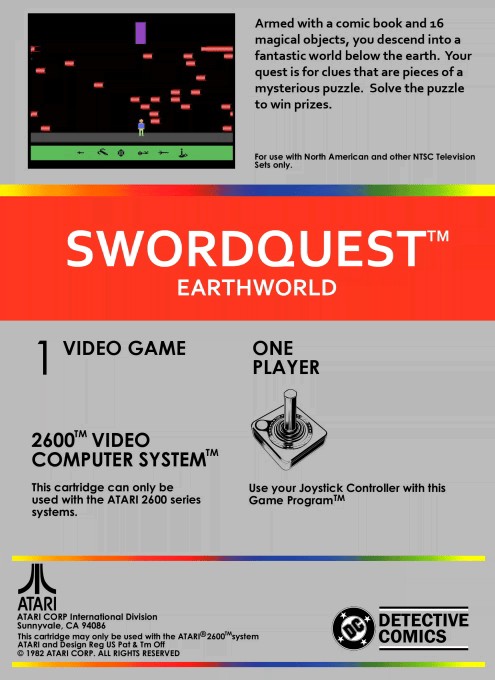 Armed with a comic book and 16
magical objects, you descend into a
fantastic world below the earth. Your
quest is for clues that are pieces of a
mysterious puzzle. Solve the puzzle
to win prizes.
For use with North American and other NTSC Television
Sets only.
SWORDQUEST™
EARTHWORLD
1 VIDEO GAME
ONE
PLAYER
2600™ VIDEO
COMPUTER SYSTEM™
This cartridge can only be
used with the ATARI 2600 series
systems.
Use your Joystick Controller with this
Game Program™
ATARI
ATARI CORP International Division
Sunnyvale, CA 94086
This cartridge may only be used with the ATARI®2600™system
ATARI and Design Reg US Pat & Tm Off
© 1982 ATARI CORP. ALL RIGHTS RESERVED
DC
DETECTIVE
COMICS